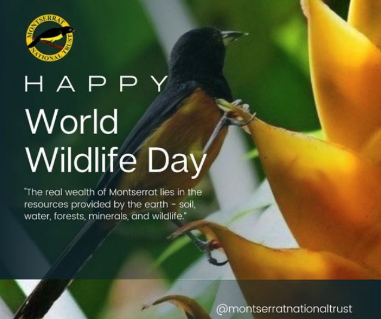 MONTSERRAT
NATIONAL TRUST
HAPPY
World
Wildlife Day
"The real wealth of Montserrat lies in the
resources provided by the earth - soil,
water, forests, minerals, and wildlife."
@montserratnationaltrust